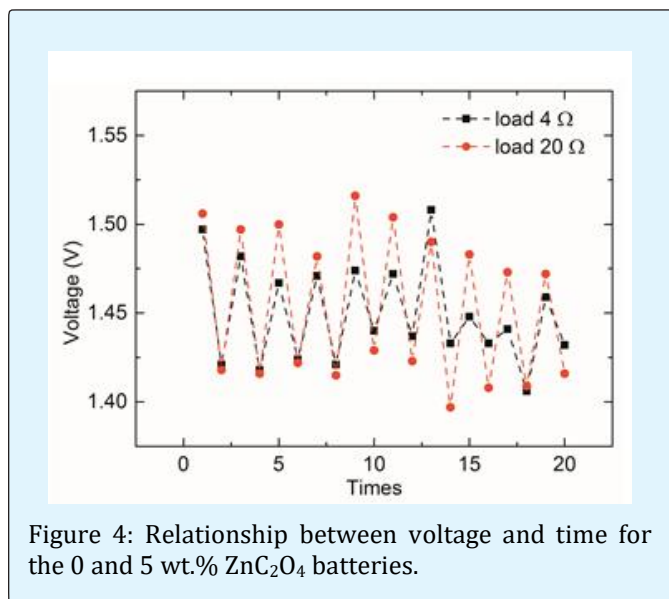 load 4 Ω
load 20 Ω
1.55
1.50
1.45
1.40
Voltage (V)
0 5 10 15 20
Times
Figure 4: Relationship between voltage and time for
the 0 and 5 wt.% ZnC₂O₄ batteries.